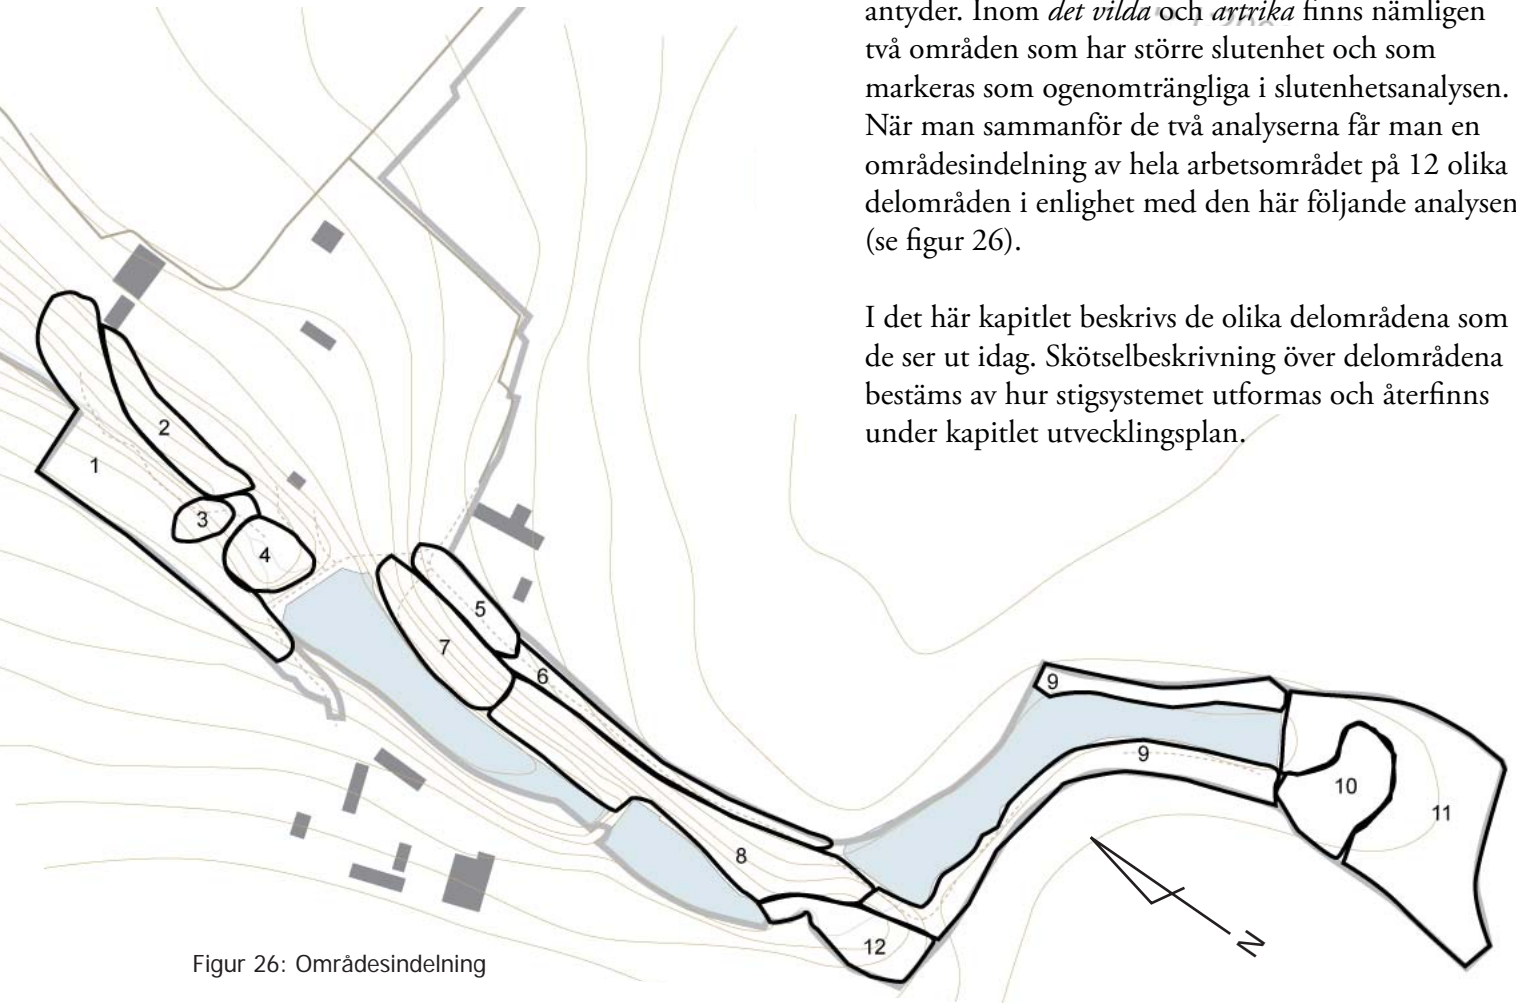 antyder. Inom det vilda och artrika finns nämligen
två områden som har större slutenhet och som
markeras som ogenomträngliga i slutenhetsanalysen.
När man sammanför de två analyserna får man en
områdesindelning av hela arbetsområdet på 12 olika
delområden i enlighet med den här följande analysen
(se figur 26).
I det här kapitlet beskrivs de olika delområdena som
de ser ut idag. Skötselbeskrivning över delområdena
bestäms av hur stigsystemet utformas och återfinns
under kapitlet utvecklingsplan.
2
1
3
4
5
7
6
9
9
10
11
8
12
N
Figur 26: Områdesindelning